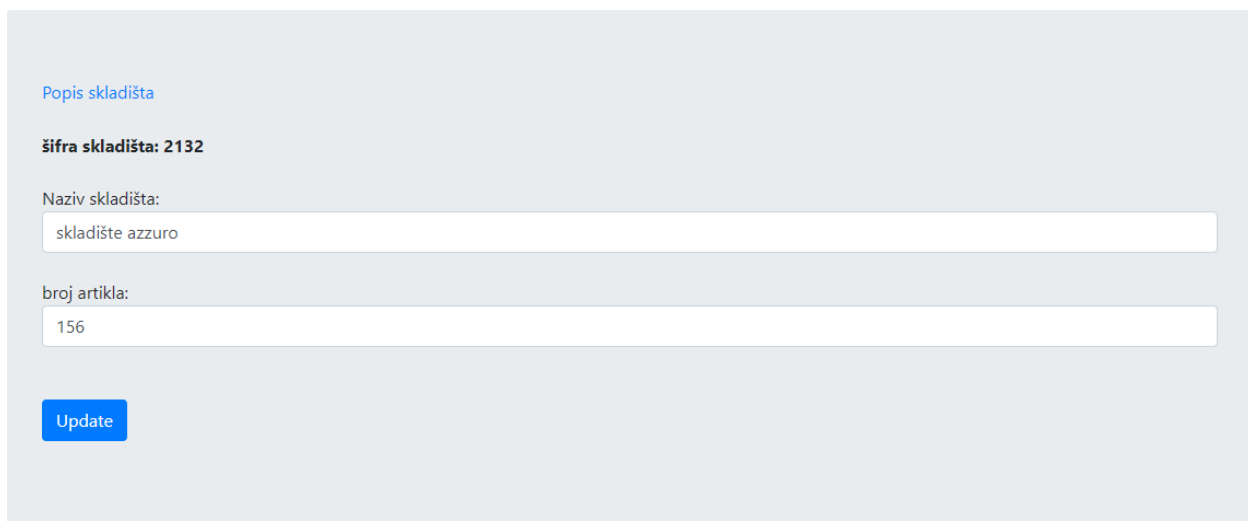 Popis skladišta
šifra skladišta: 2132
Naziv skladišta:
skladište azzuro
broj artikla:
156
Update